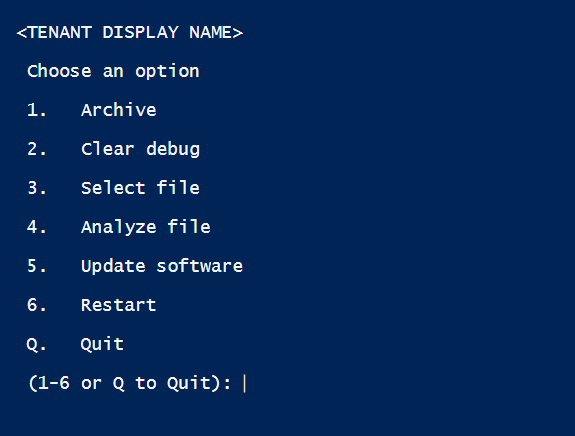 <TENANT DISPLAY NAME>
Choose an option
1. Archive
2. Clear debug
3. Select file
4. Analyze file
5. Update software
6. Restart
Q. Quit
(1-6 or Q to Quit):